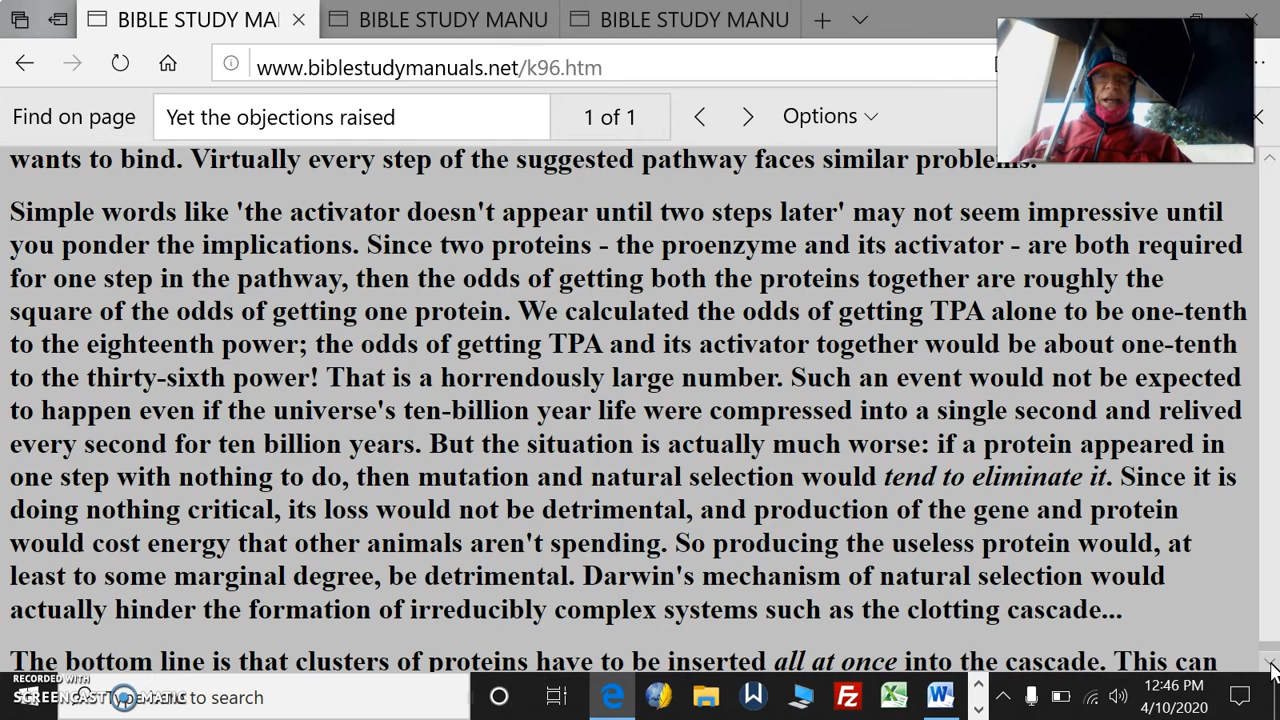 BIBLE STUDY MA
BIBLE STUDY MANU
BIBLE STUDY MANU
www.biblestudymanuals.net/k96.htm
Find on page
Yet the objections raised
1 of 1
Options
wants to bind. Virtually every step of the suggested pathway faces similar problems.
Simple words like 'the activator doesn't appear until two steps later' may not seem impressive until
you ponder the implications. Since two proteins - the proenzyme and its activator - are both required
for one step in the pathway, then the odds of getting both the proteins together are roughly the
square of the odds of getting one protein. We calculated the odds of getting TPA alone to be one-tenth
to the eighteenth power; the odds of getting TPA and its activator together would be about one-tenth
to the thirty-sixth power! That is a horrendously large number. Such an event would not be expected
to happen even if the universe's ten-billion year life were compressed into a single second and relived
every second for ten billion years. But the situation is actually much worse: if a protein appeared in
one step with nothing to do, then mutation and natural selection would tend to eliminate it. Since it is
doing nothing critical, its loss would not be detrimental, and production of the gene and protein
would cost energy that other animals aren't spending. So producing the useless protein would, at
least to some marginal degree, be detrimental. Darwin's mechanism of natural selection would
actually hinder the formation of irreducibly complex systems such as the clotting cascade...
The bottom line is that clusters of proteins have to be inserted all at once into the cascade. This can
RECORDED WITH
SCREENCAST-O-MATIC
Type here to search
12:46 PM
4/10/2020